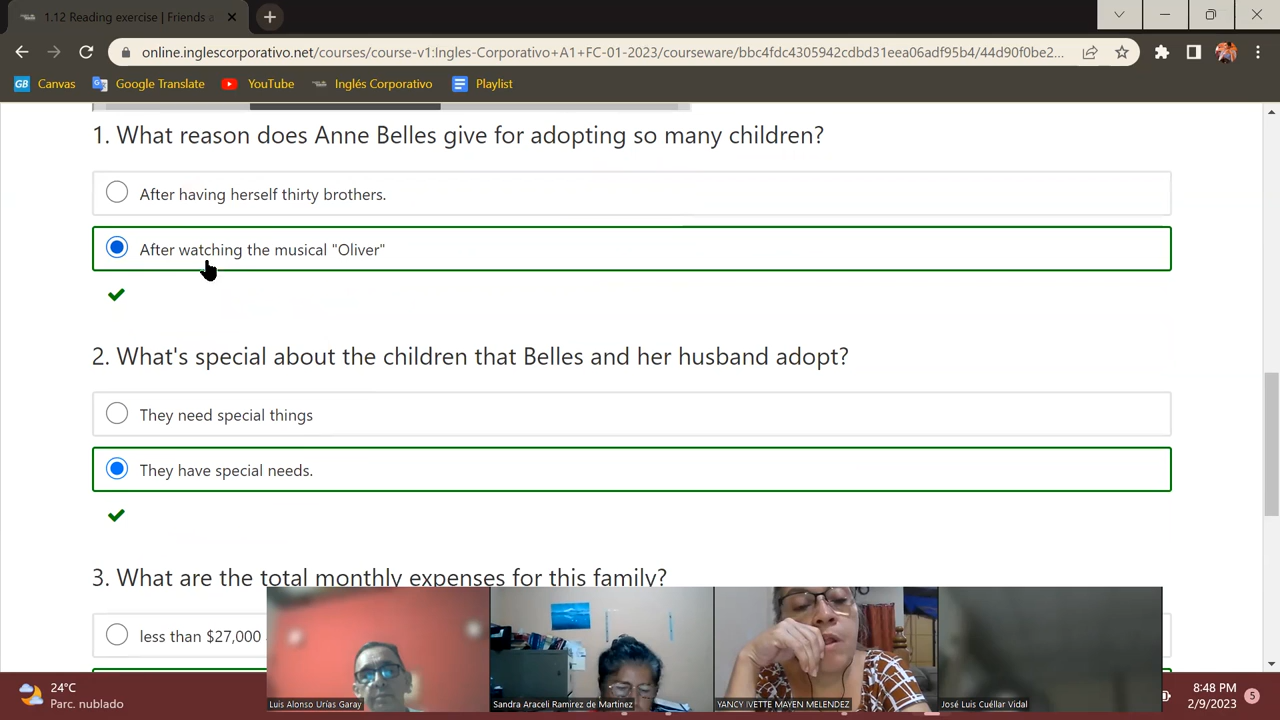 1.12 Reading exercise | Friends a
online.inglescorporativo.net/courses/course-v1:Ingles-Corporativo+A1+FC-01-2023/courseware/bbc4fdc4305942cdbd31eea06adf95b4/44d90f0be2...
GB Canvas Google Translate YouTube Inglés Corporativo Playlist
1. What reason does Anne Belles give for adopting so many children?
After having herself thirty brothers.
After watching the musical "Oliver"
2. What's special about the children that Belles and her husband adopt?
They need special things
They have special needs.
3. What are the total monthly expenses for this family?
less than $27,000
Luis Alonso Urías Garay
Sandra Araceli Ramirez de Martinez
YANCY IVETTE MAYEN MELENDEZ
José Luis Cuéllar Vidal
24°C
Parc. nublado
8:48 PM
2/9/2023
5